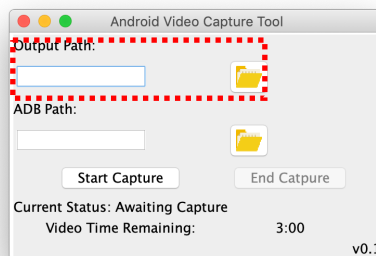 Android Video Capture Tool
Output Path:
ADB Path:
Start Capture End Catpure
Current Status: Awaiting Capture
Video Time Remaining: 3:00